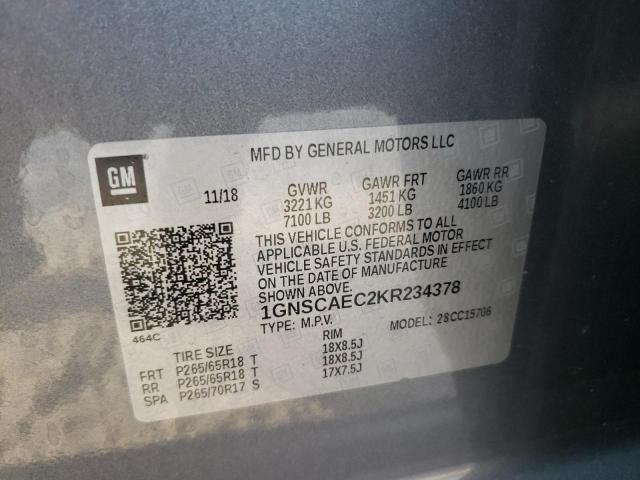 MFD BY GENERAL MOTORS LLC
GM
11/18 GVWR GAWR FRT GAWR RR
3221 KG 1451 KG 1860 KG
7100 LB 3200 LB 4100 LB
THIS VEHICLE CONFORMS TO ALL
APPLICABLE U.S. FEDERAL MOTOR
VEHICLE SAFETY STANDARDS IN EFFECT
ON THE DATE OF MANUFACTURE
SHOWN ABOVE.
1GNSCAEC2KR234378
TYPE: M.P.V. MODEL: 28CC15706
464C
TIRE SIZE RIM
FRT P265/65R18 T 18X8.5J
RR P265/65R18 T 18X8.5J
SPA P265/70R17 S 17X7.5J